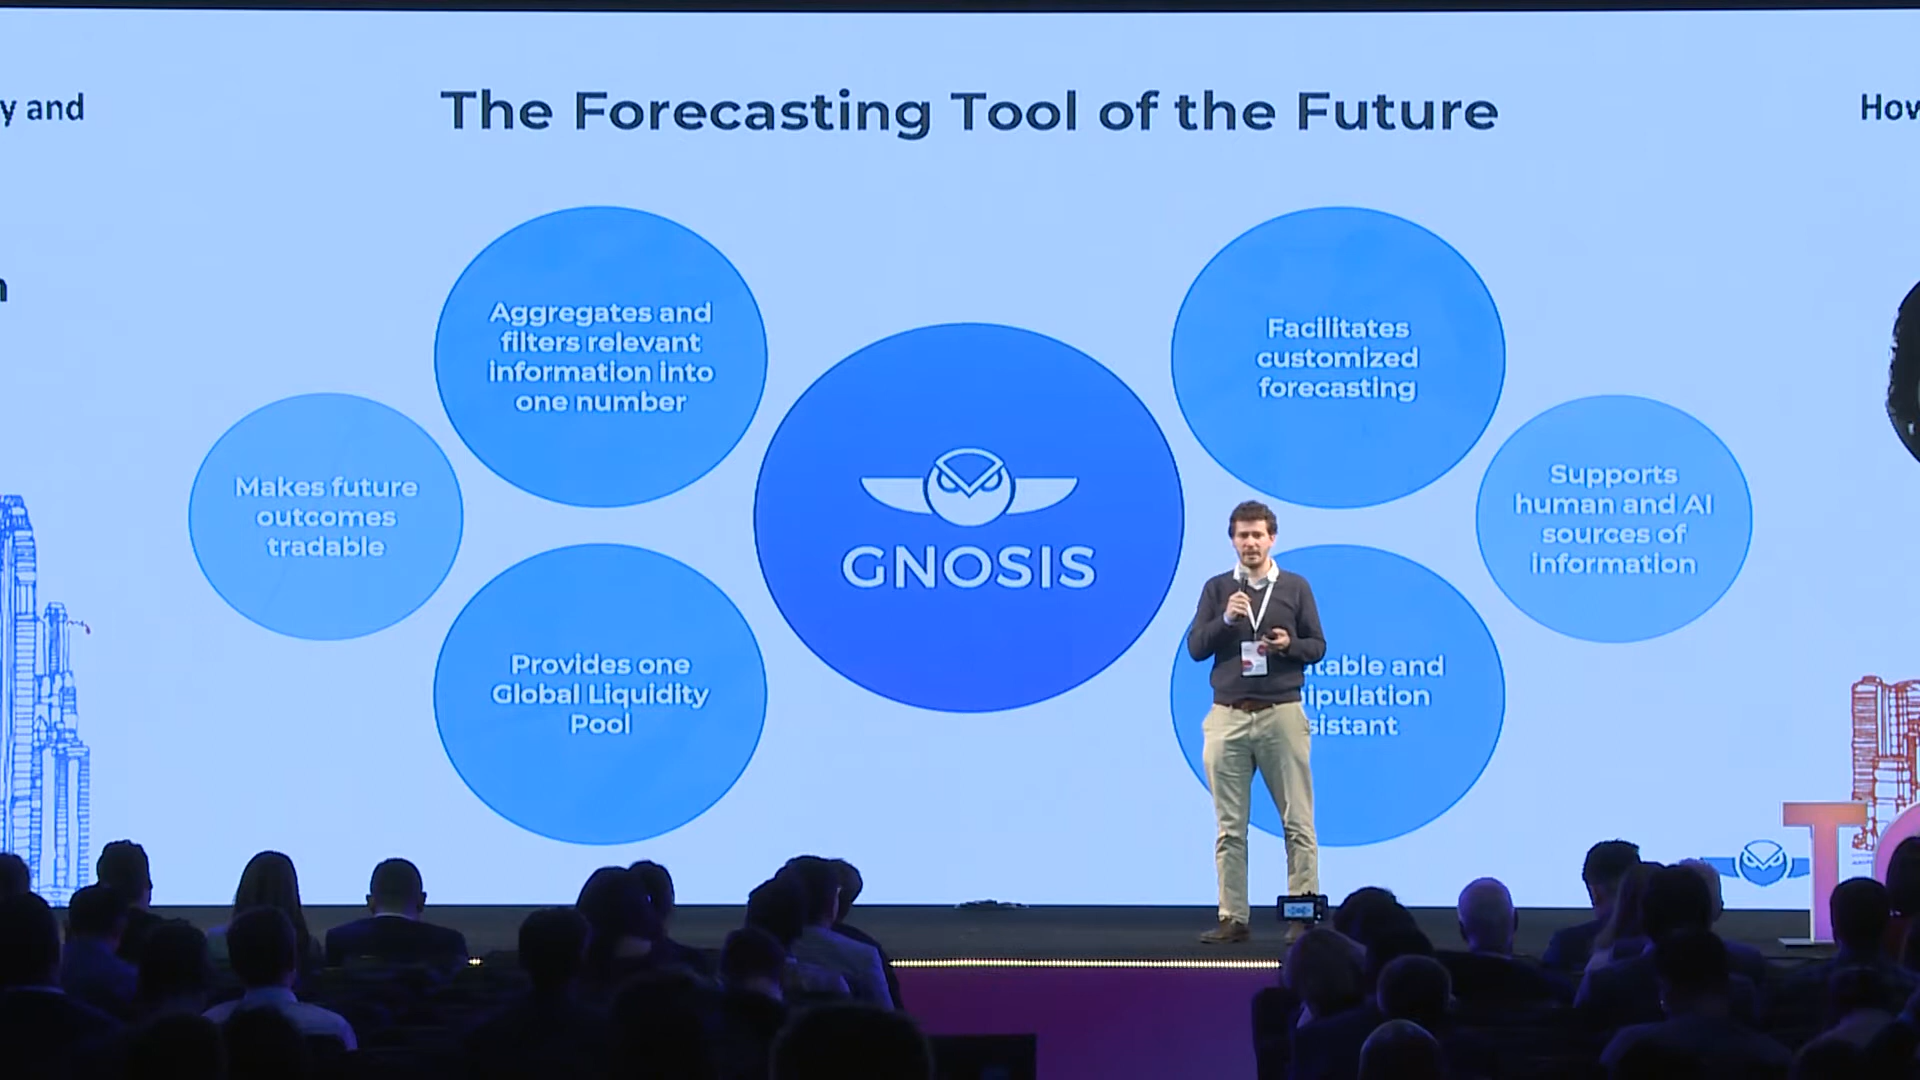 y and
The Forecasting Tool of the Future
How
Aggregates and
filters relevant
information into
one number
Facilitates
customized
forecasting
Makes future
outcomes
tradable
GNOSIS
Supports
human and AI
sources of
information
Provides one
Global Liquidity
Pool
table and
ipulation
sistant
T